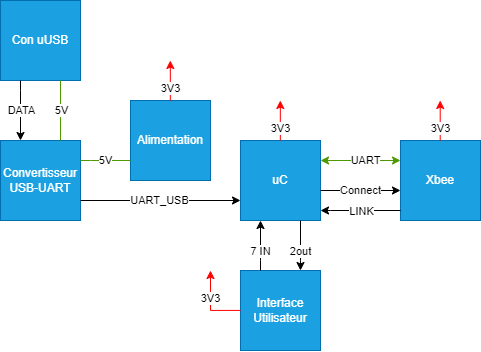 Con uUSB
DATA
5V
3V3
3V3
3V3
Alimentation
Convertisseur
USB-UART
5V
uC
UART
Xbee
Connect
UART_USB
LINK
7 IN
2out
3V3
Interface
Utilisateur